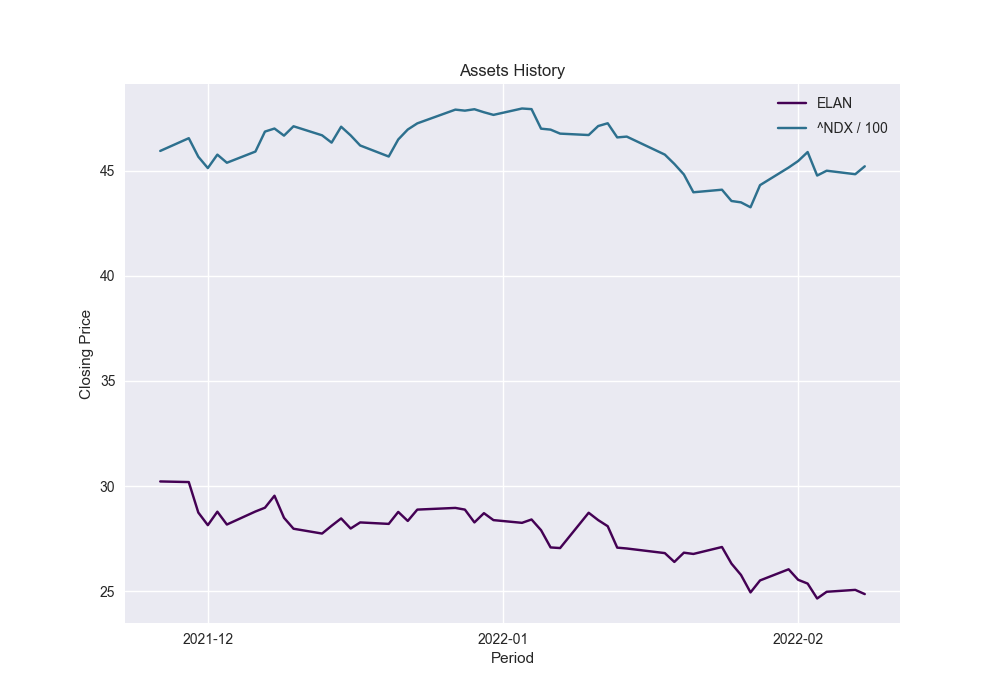 Assets History
ELAN
^NDX / 100
45
40
35
30
25
Closing Price
2021-12
2022-01
2022-02
Period